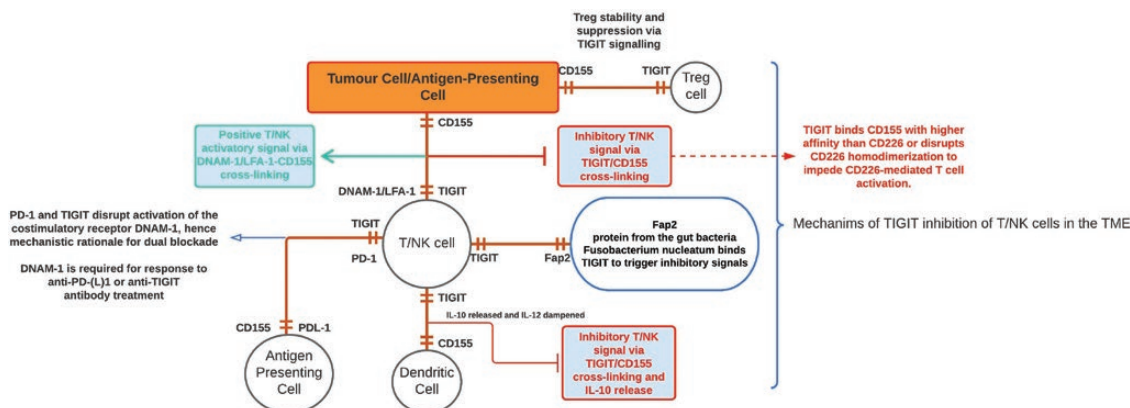 Treg stability and
suppression via
TIGIT signalling
Tumour Cell/Antigen-Presenting
Cell
CD155
TIGIT
Treg
cell
CD155
Positive T/NK
activatory signal via
DNAM-1/LFA-1-CD155
cross-linking
Inhibitory T/NK
signal via
TIGIT/CD155
cross-linking
TIGIT binds CD155 with higher
affinity than CD226 or disrupts
CD226 homodimerization to
impede CD226-mediated T cell
activation.
DNAM-1/LFA-1
TIGIT
PD-1 and TIGIT disrupt activation of the
costimulatory receptor DNAM-1, hence
mechanistic rationale for dual blockade
DNAM-1 is required for response to
anti-PD-(L)1 or anti-TIGIT
antibody treatment
TIGIT
PD-1
T/NK cell
TIGIT
Fap2
Fap2
protein from the gut bacteria
Fusobacterium nucleatum binds
TIGIT to trigger inhibitory signals
Mechanims of TIGIT inhibition of T/NK cells in the TME
TIGIT
IL-10 released and IL-12 dampened
CD155
PDL-1
CD155
Antigen
Presenting
Cell
Dendritic
Cell
Inhibitory T/NK
signal via
TIGIT/CD155
cross-linking and
IL-10 release